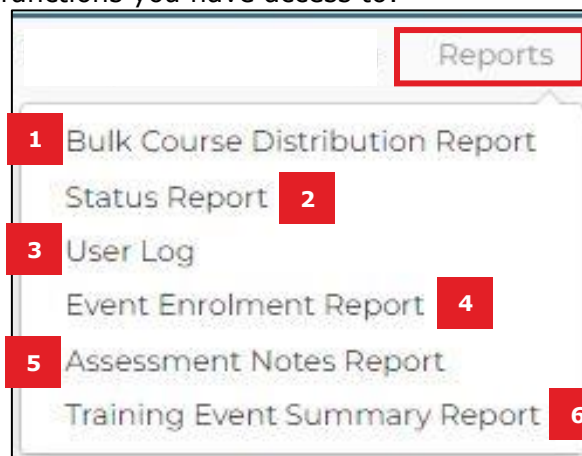 functions you have access to.
Reports
1 Bulk Course Distribution Report
Status Report 2
3 User Log
Event Enrolment Report 4
5 Assessment Notes Report
Training Event Summary Report 6